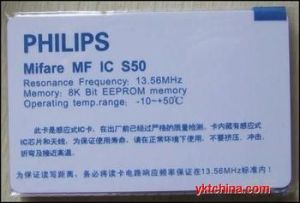 PHILIPS
Mifare MF IC S50
Resonance Frequency: 13.56MHz
Memory: 8K Bit EEPROM memory
Operating temp.range: -10~+50℃
此卡是感应式IC卡。在出厂前已经过严格的质量检测。卡内藏有感应式
IC芯片和天线。为保证使用寿命，请在正常环境下使用。不要挤压、冲击、
折弯及接近高温。
为保证读写距离。务必将读卡电路响应频率保证在13.56MHz标准内！
yktchina.com